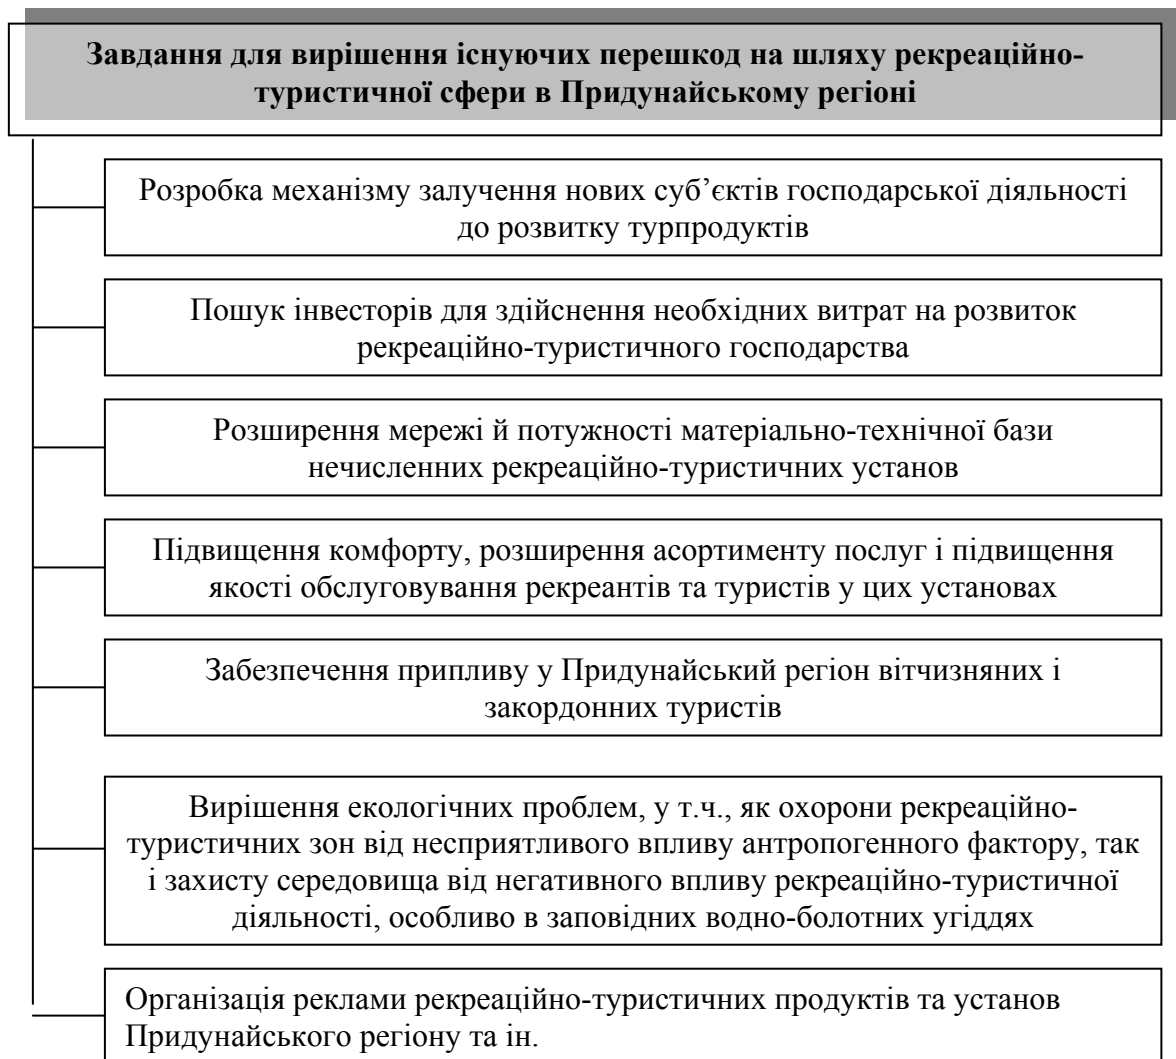 Завдання для вирішення існуючих перешкод на шляху рекреаційно-
туристичної сфери в Придунайському регіоні
Розробка механізму залучення нових суб’єктів господарської діяльності
до розвитку турпродуктів
Пошук інвесторів для здійснення необхідних витрат на розвиток
рекреаційно-туристичного господарства
Розширення мережі й потужності матеріально-технічної бази
нечисленних рекреаційно-туристичних установ
Підвищення комфорту, розширення асортименту послуг і підвищення
якості обслуговування рекреантів та туристів у цих установах
Забезпечення припливу у Придунайський регіон вітчизняних і
закордонних туристів
Вирішення екологічних проблем, у т.ч., як охорони рекреаційно-
туристичних зон від несприятливого впливу антропогенного фактору, так
і захисту середовища від негативного впливу рекреаційно-туристичної
діяльності, особливо в заповідних водно-болотних угіддях
Організація реклами рекреаційно-туристичних продуктів та установ
Придунайського регіону та ін.